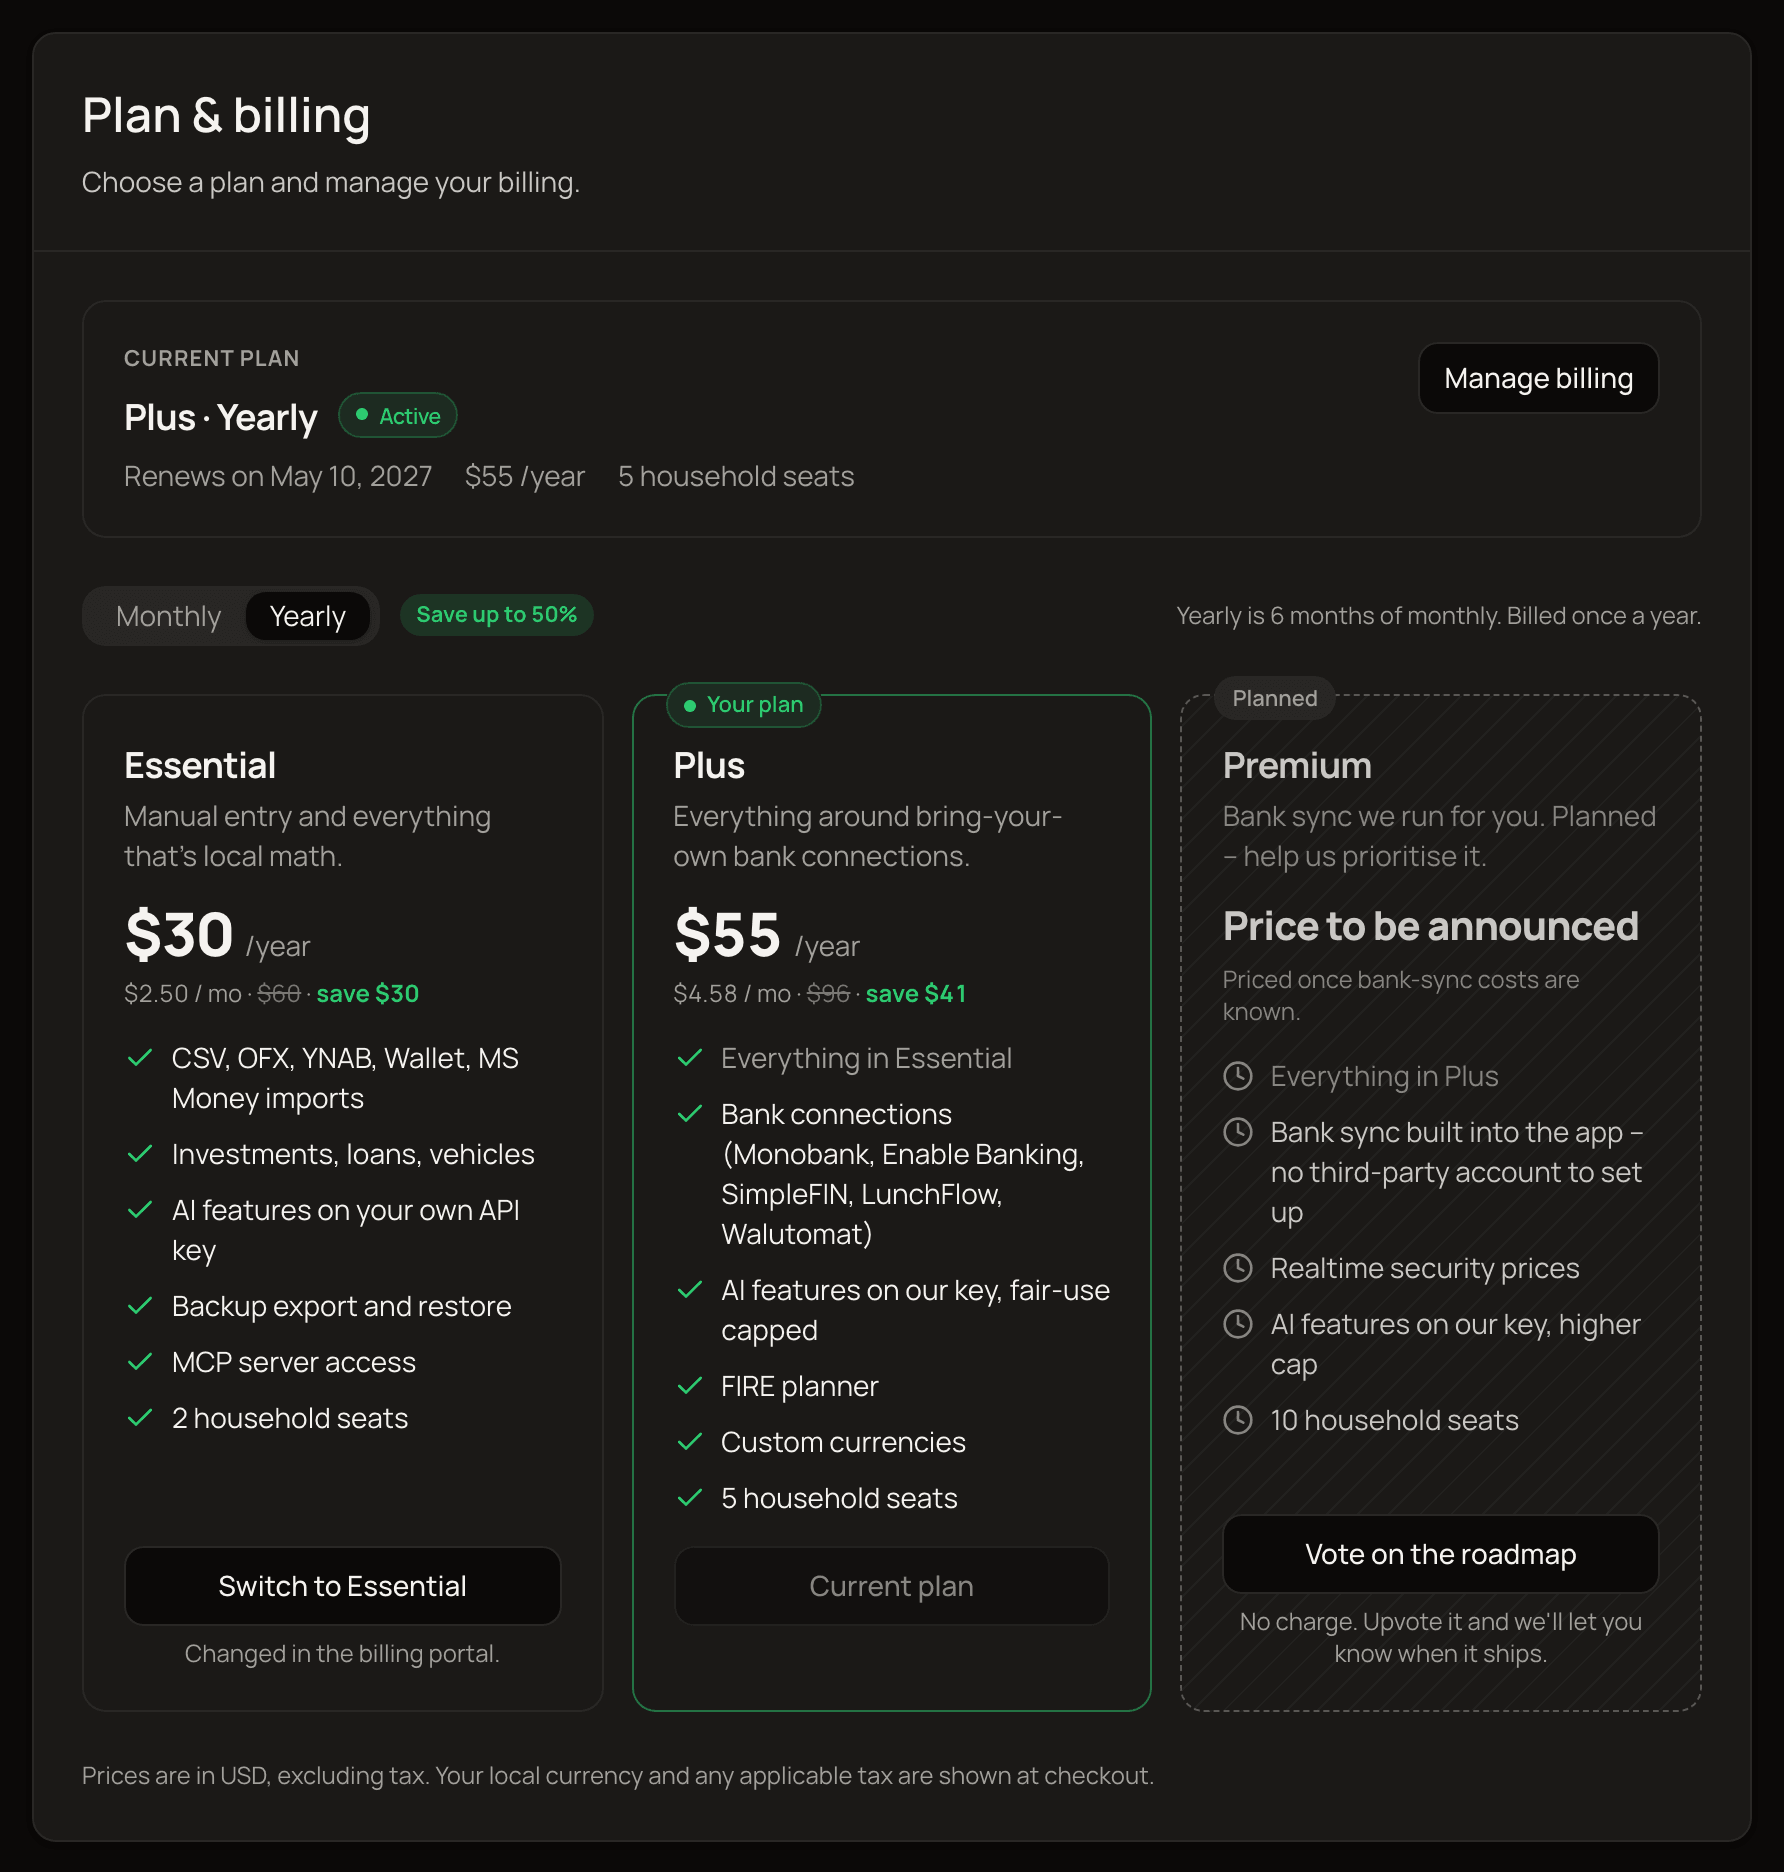 Plan & billing
Choose a plan and manage your billing.
CURRENT PLAN
Plus · Yearly
Active
Renews on May 10, 2027 $55 /year 5 household seats
Manage billing
Monthly Yearly
Save up to 50%
Yearly is 6 months of monthly. Billed once a year.
Essential
Manual entry and everything
that's local math.
$30 /year
$2.50 / mo · $60 · save $30
CSV, OFX, YNAB, Wallet, MS
Money imports
Investments, loans, vehicles
AI features on your own API
key
Backup export and restore
MCP server access
2 household seats
Switch to Essential
Changed in the billing portal.
Your plan
Plus
Everything around bring-your-
own bank connections.
$55 /year
$4.58 / mo · $96 · save $41
Everything in Essential
Bank connections
(Monobank, Enable Banking,
SimpleFIN, LunchFlow,
Walutomat)
AI features on our key, fair-use
capped
FIRE planner
Custom currencies
5 household seats
Current plan
Planned
Premium
Bank sync we run for you. Planned
– help us prioritise it.
Price to be announced
Priced once bank-sync costs are
known.
Everything in Plus
Bank sync built into the app –
no third-party account to set
up
Realtime security prices
AI features on our key, higher
cap
10 household seats
Vote on the roadmap
No charge. Upvote it and we'll let you
know when it ships.
Prices are in USD, excluding tax. Your local currency and any applicable tax are shown at checkout.